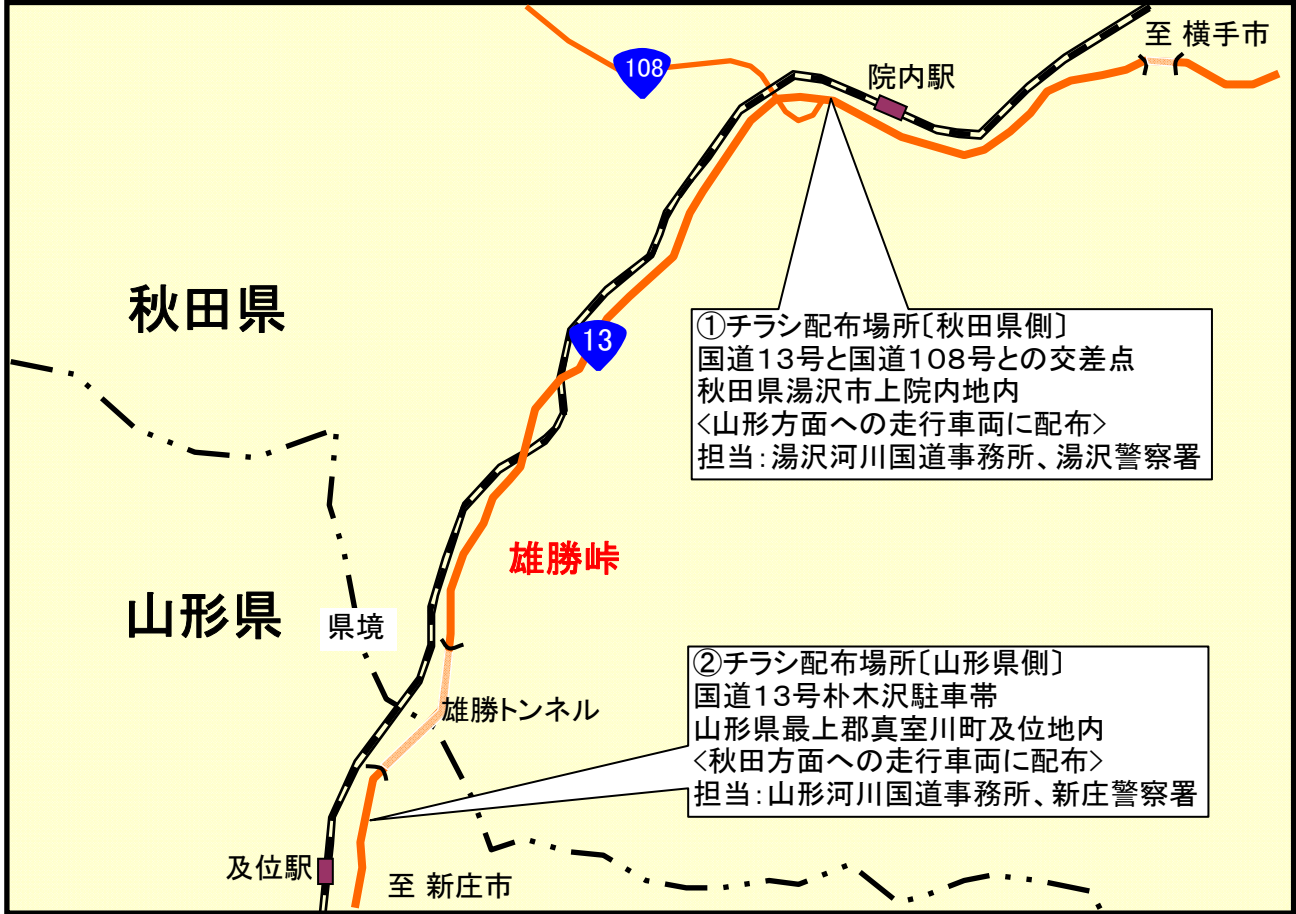 至 横手市
108
院内駅
秋田県
13
①チラシ配布場所〔秋田県側〕
国道13号と国道108号との交差点
秋田県湯沢市上院内地内
<山形方面への走行車両に配布>
担当:湯沢河川国道事務所、湯沢警察署
雄勝峠
山形県
県境
②チラシ配布場所〔山形県側〕
国道13号朴木沢駐車帯
山形県最上郡真室川町及位地内
<秋田方面への走行車両に配布>
担当:山形河川国道事務所、新庄警察署
雄勝トンネル
及位駅
至 新庄市